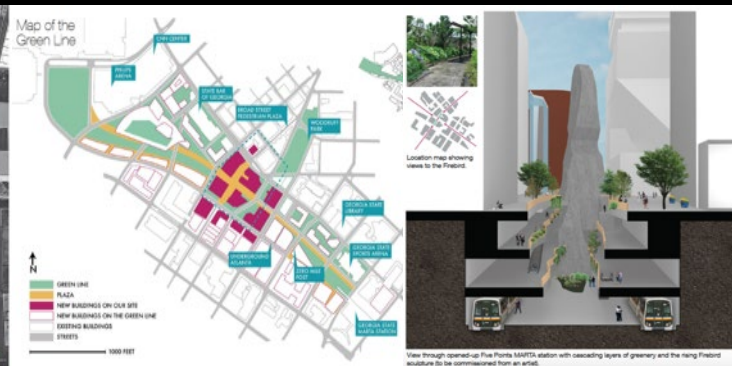 Map of the
Green Line
CNN CENTER
PHILIPS
ARENA
STATE BAR
OF GEORGIA
BROAD STREET
PEDESTRIAN PLAZA
WOODRUFF
PARK
GEORGIA STATE
LIBRARY
GEORGIA STATE
SPORTS ARENA
UNDERGROUND
ATLANTA
ZERO MILE
POST
GEORGIA STATE
MARTA STATION
N
GREEN LINE
PLAZA
NEW BUILDINGS ON OUR SITE
NEW BUILDINGS ON THE GREEN LINE
EXISTING BUILDINGS
STREETS
1000 FEET
Location map showing
views to the Firebird.
View through opened-up Five Points MARTA station with cascading layers of greenery and the rising Firebird
sculpture (to be commissioned from an artist).